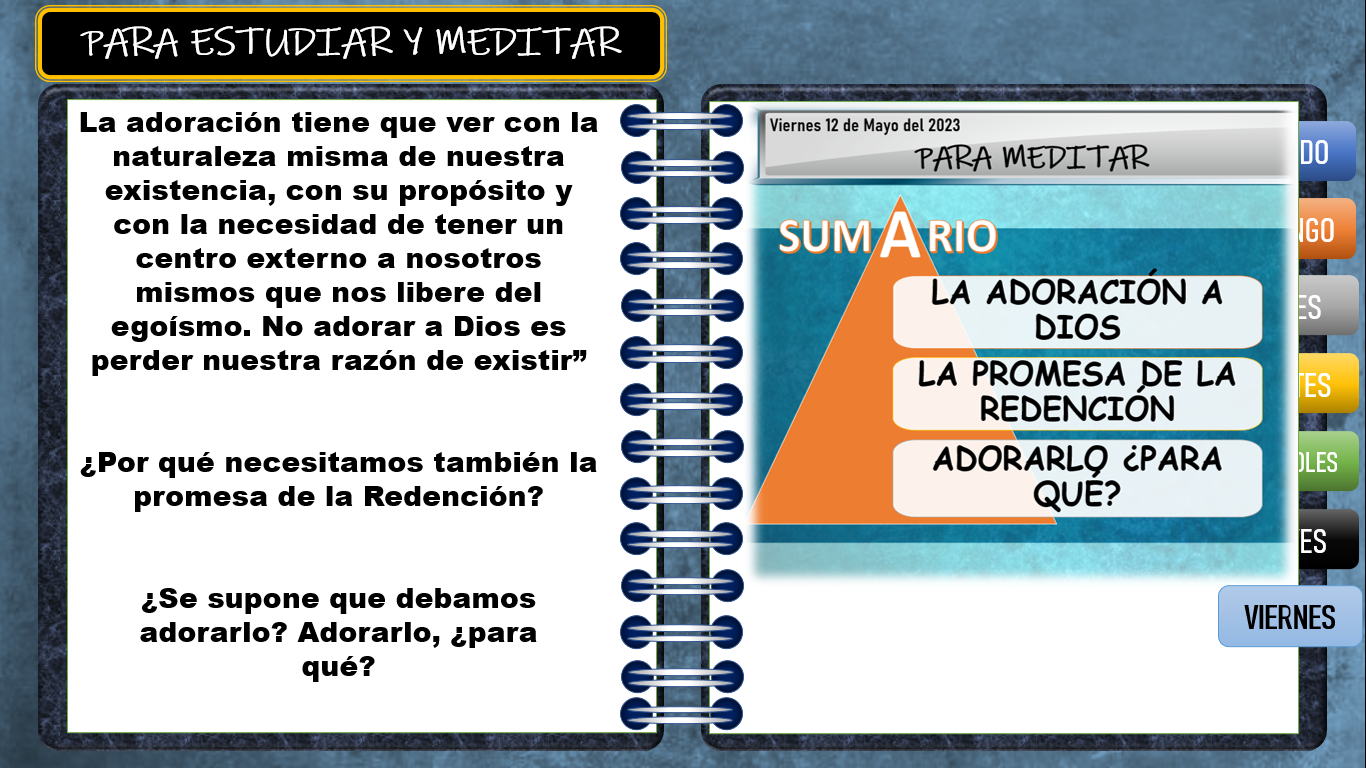 PARA ESTUDIAR Y MEDITAR
La adoración tiene que ver con la
naturaleza misma de nuestra
existencia, con su propósito y
con la necesidad de tener un
centro externo a nosotros
mismos que nos libere del
egoísmo. No adorar a Dios es
perder nuestra razón de existir”
¿Por qué necesitamos también la
promesa de la Redención?
¿Se supone que debamos
adorarlo? Adorarlo, ¿para
qué?
Viernes 12 de Mayo del 2023
PARA MEDITAR
SUMARIO
LA ADORACIÓN A
DIOS
LA PROMESA DE LA
REDENCIÓN
ADORARLO ¿PARA
QUÉ?
DO
NGO
ES
TES
OLES
ES
VIERNES